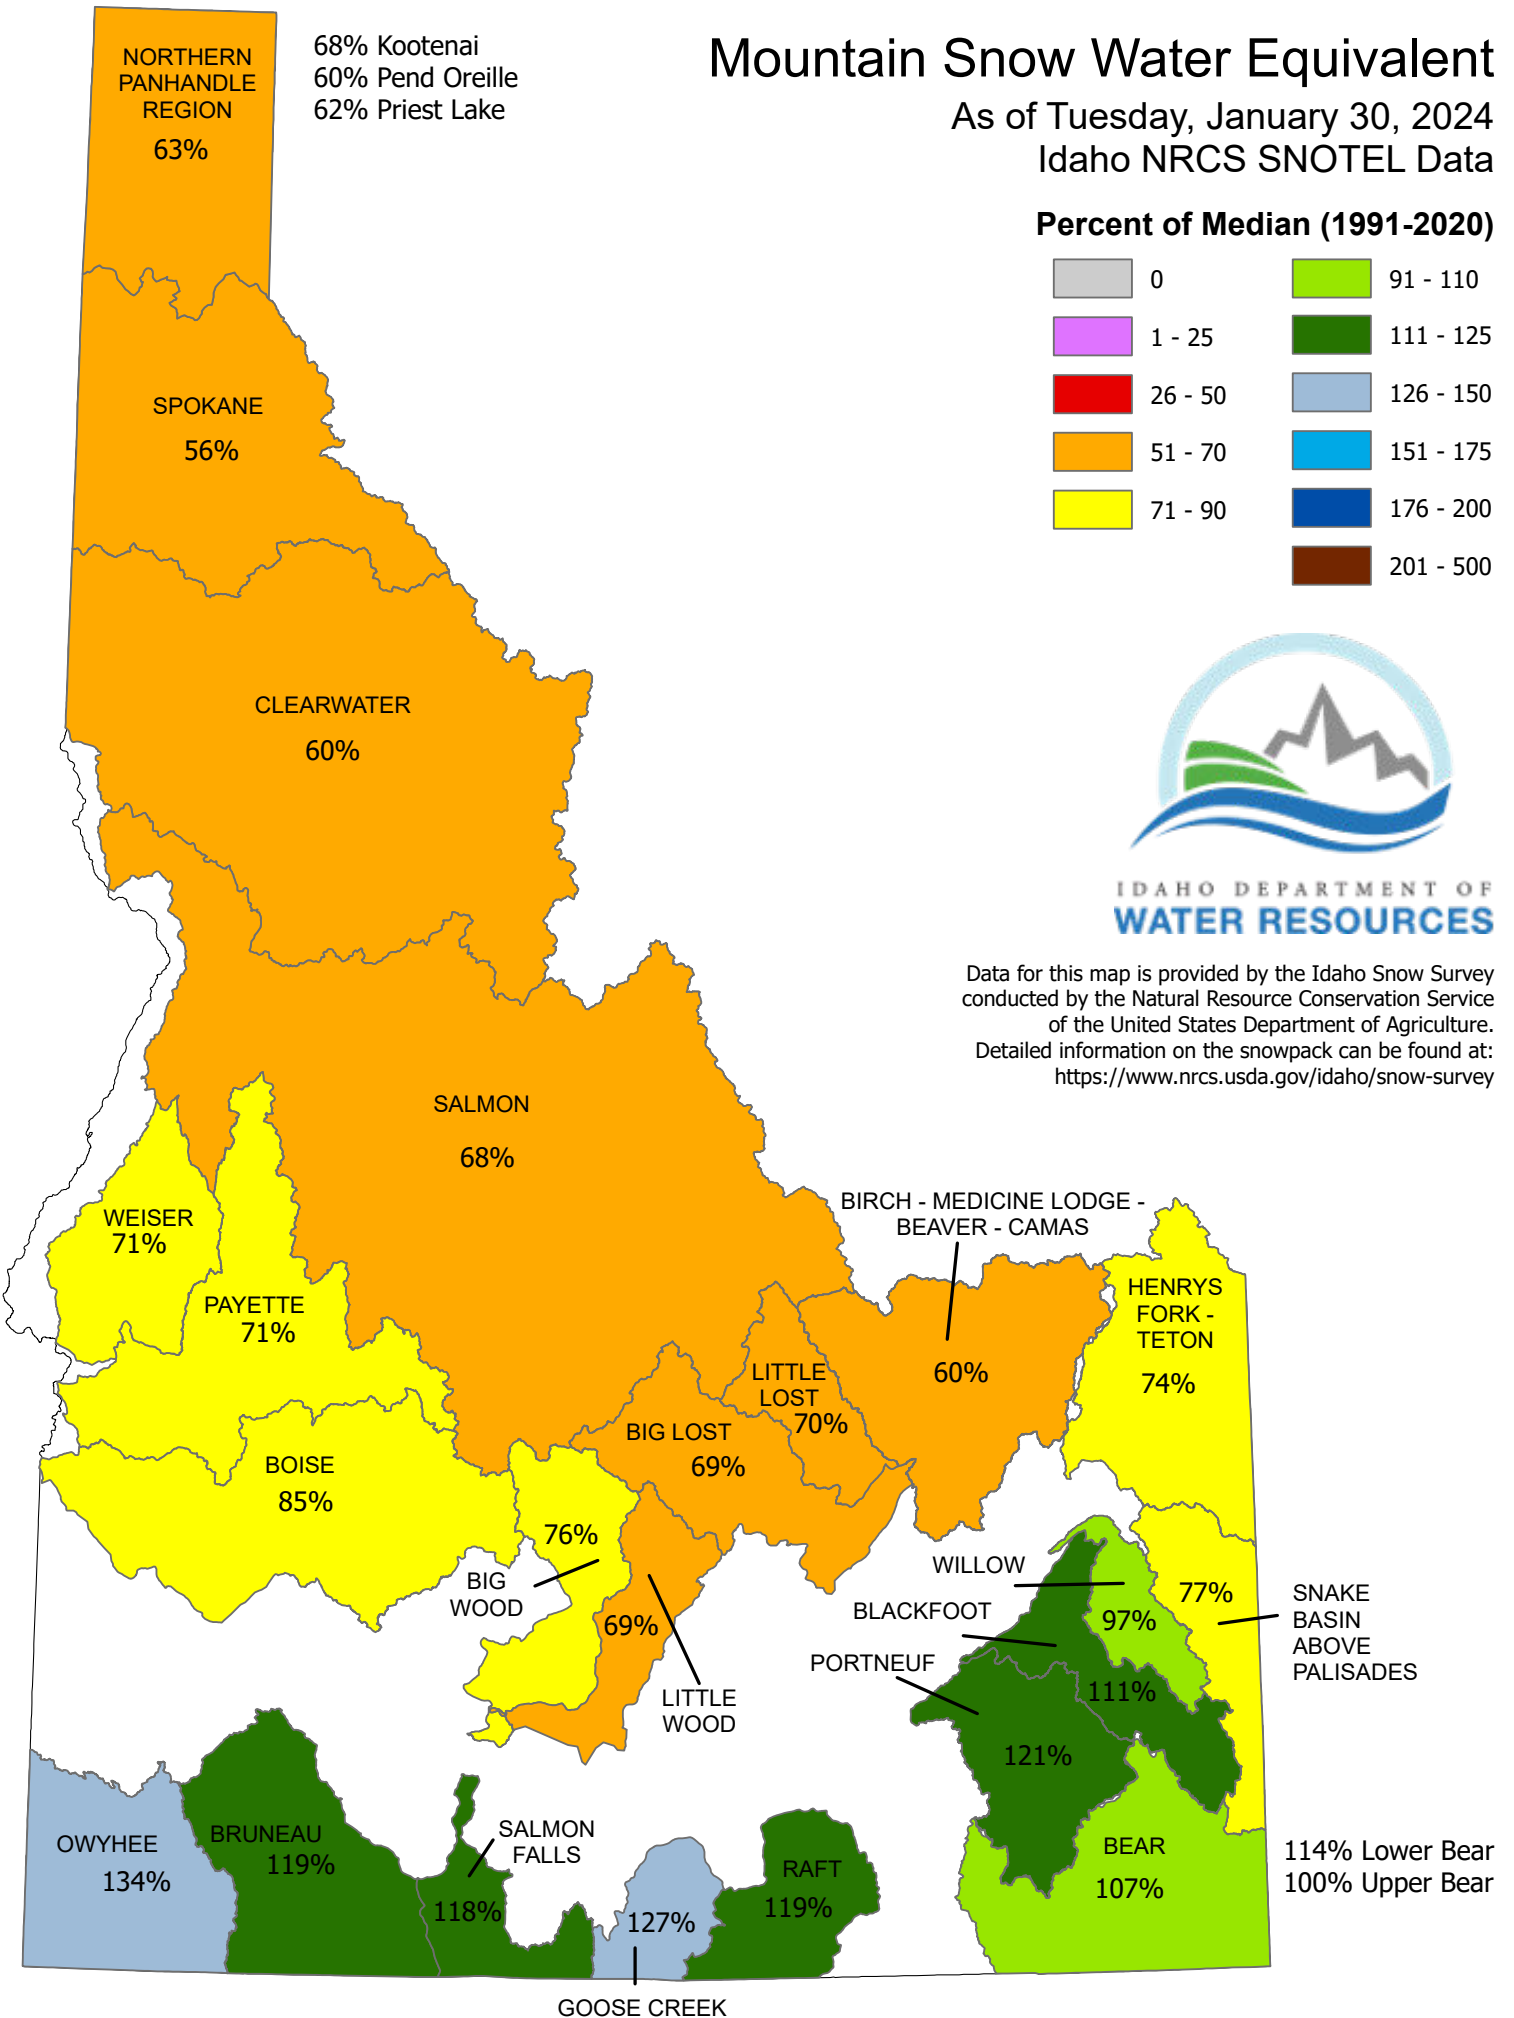 Mountain Snow Water Equivalent
As of Tuesday, January 30, 2024
Idaho NRCS SNOTEL Data
Percent of Median (1991-2020)
0
1 - 25
26 - 50
51 - 70
71 - 90
91 - 110
111 - 125
126 - 150
151 - 175
176 - 200
201 - 500
IDAHO DEPARTMENT OF
WATER RESOURCES
Data for this map is provided by the Idaho Snow Survey
conducted by the Natural Resource Conservation Service
of the United States Department of Agriculture.
Detailed information on the snowpack can be found at:
https://www.nrcs.usda.gov/idaho/snow-survey
NORTHERN
PANHANDLE
REGION
63%
68% Kootenai
60% Pend Oreille
62% Priest Lake
SPOKANE
56%
CLEARWATER
60%
SALMON
68%
WEISER
71%
PAYETTE
71%
BOISE
85%
BIRCH - MEDICINE LODGE -
BEAVER - CAMAS
60%
HENRYS
FORK -
TETON
74%
LITTLE
LOST
70%
BIG LOST
69%
76%
BIG
WOOD
69%
LITTLE
WOOD
WILLOW
97%
77%
SNAKE
BASIN
ABOVE
PALISADES
BLACKFOOT
111%
PORTNEUF
121%
OWYHEE
134%
BRUNEAU
119%
SALMON
FALLS
118%
127%
GOOSE CREEK
RAFT
119%
BEAR
107%
114% Lower Bear
100% Upper Bear